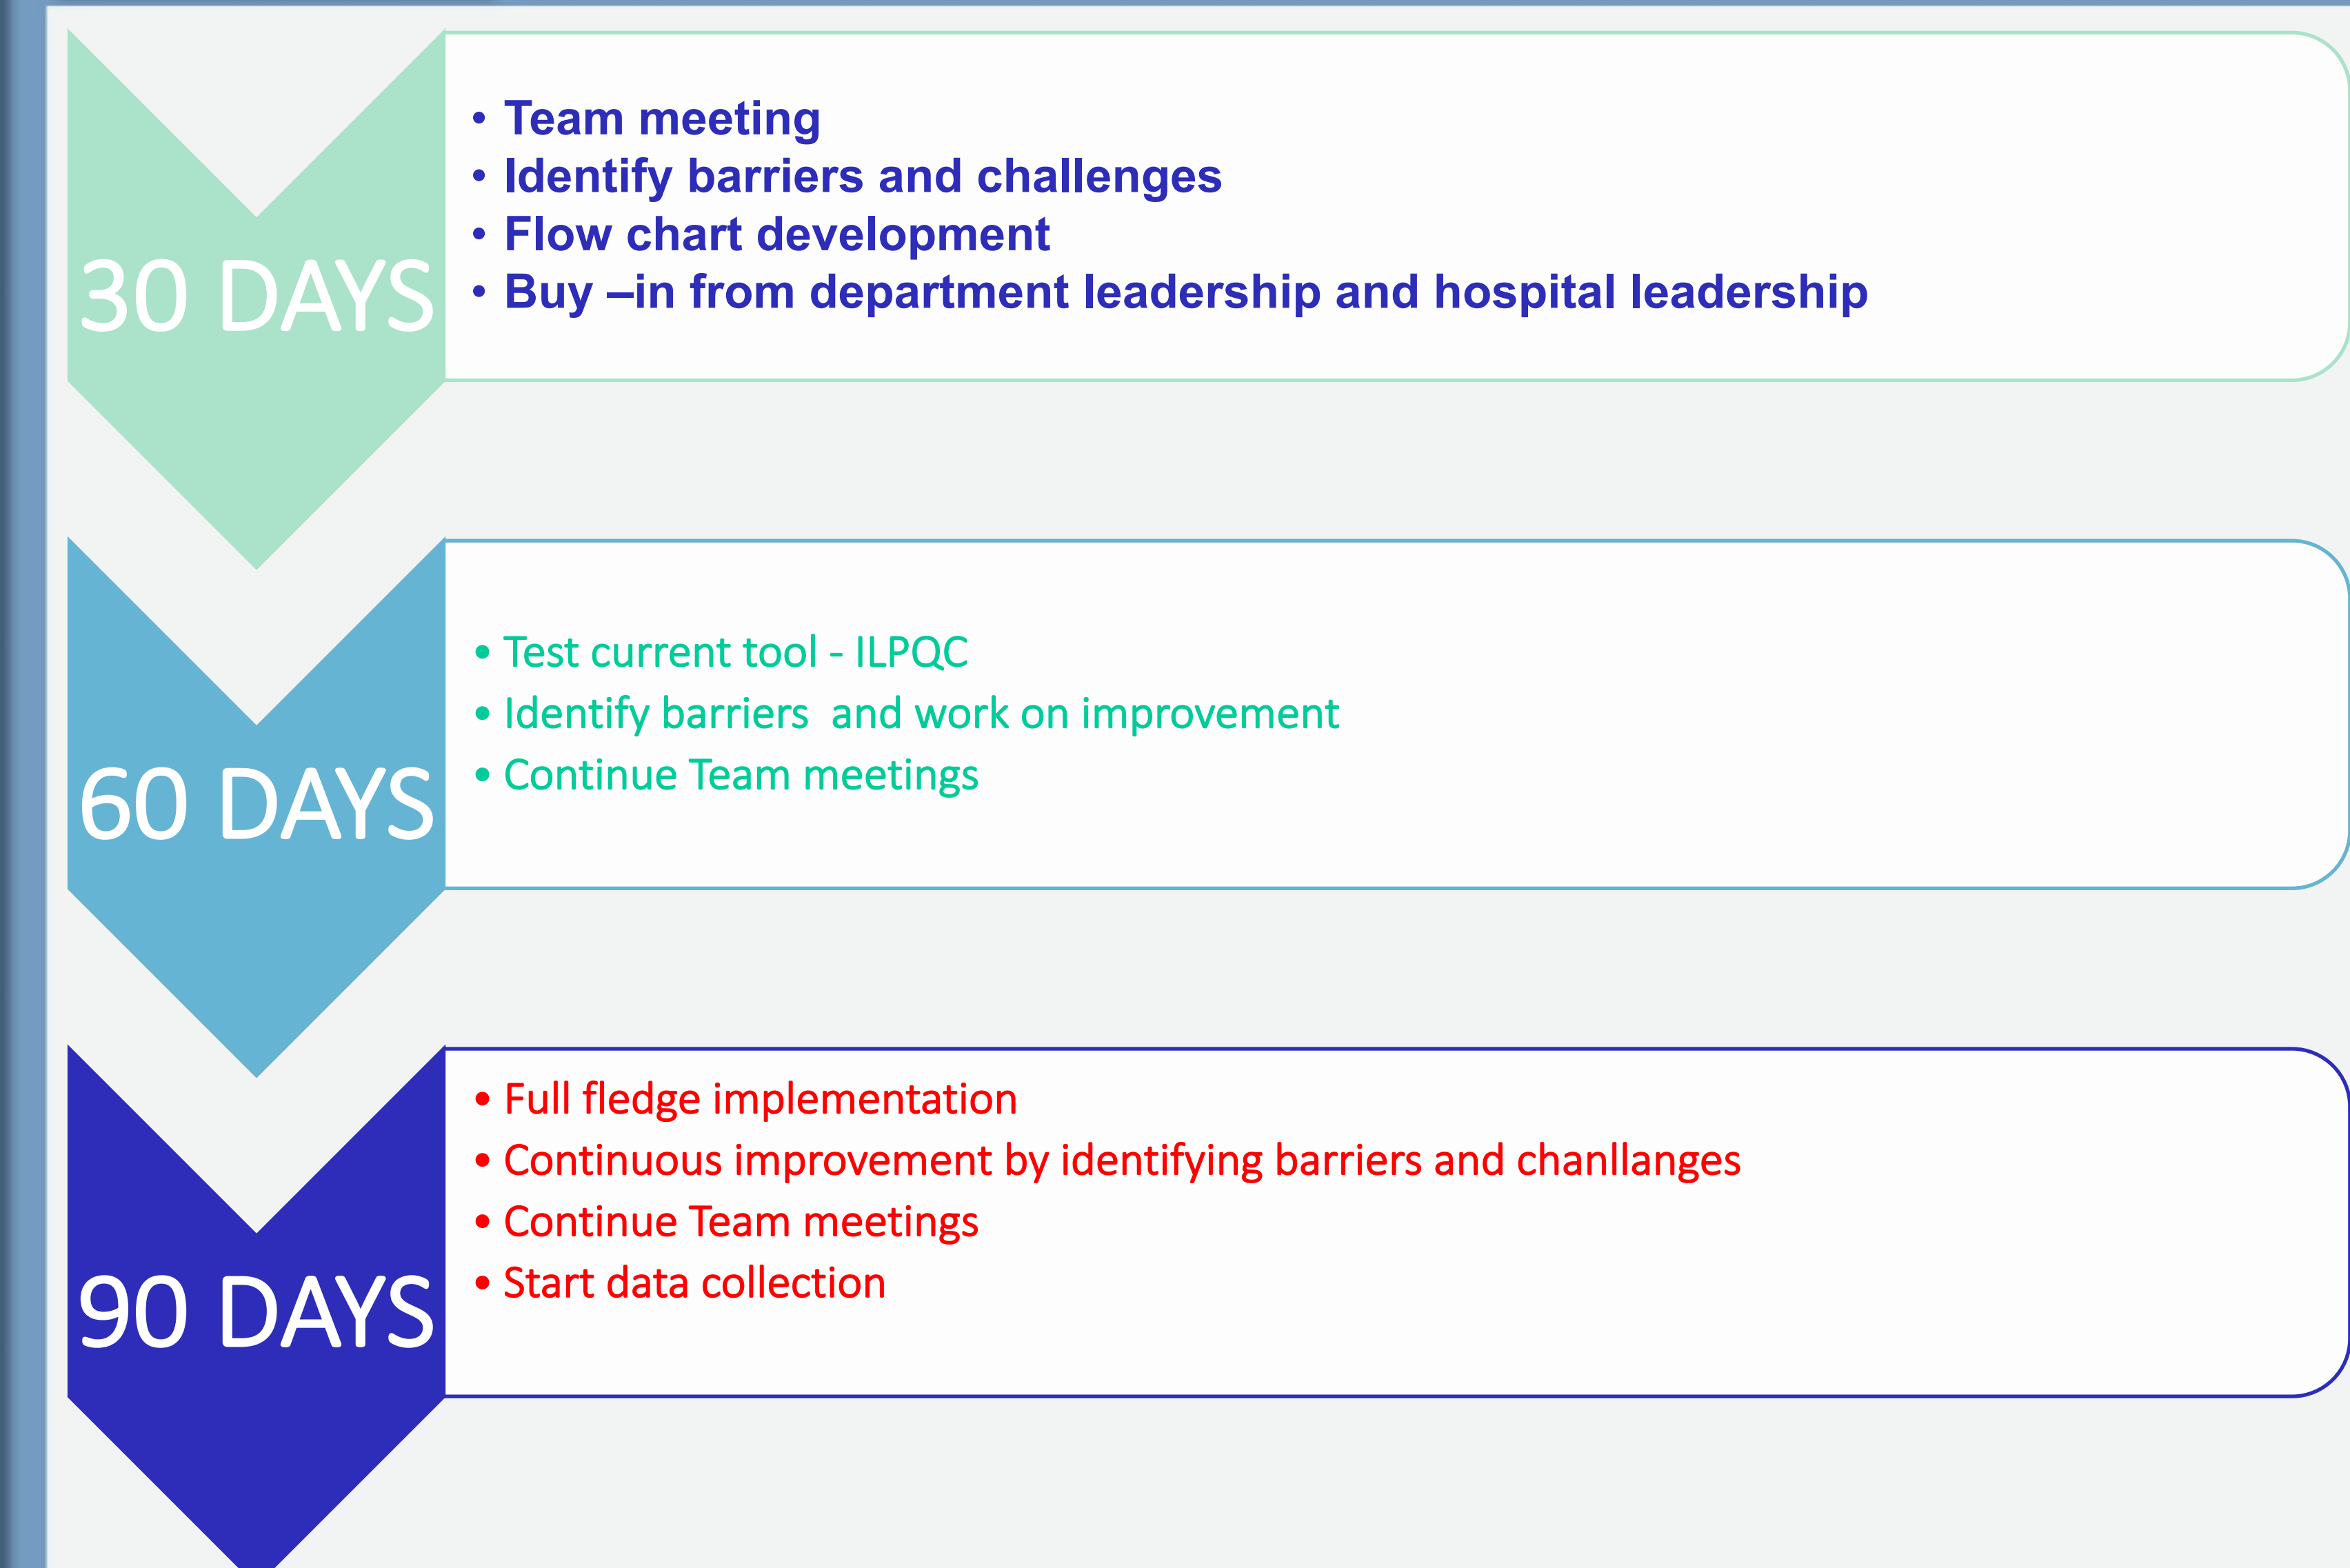 30 DAYS
• Team meeting
• Identify barriers and challenges
• Flow chart development
• Buy –in from department leadership and hospital leadership
60 DAYS
• Test current tool - ILPQC
• Identify barriers  and work on improvement
• Continue Team meetings
90 DAYS
• Full fledge implementation
• Continuous improvement by identifying barriers and chanllanges
• Continue Team meetings
• Start data collection